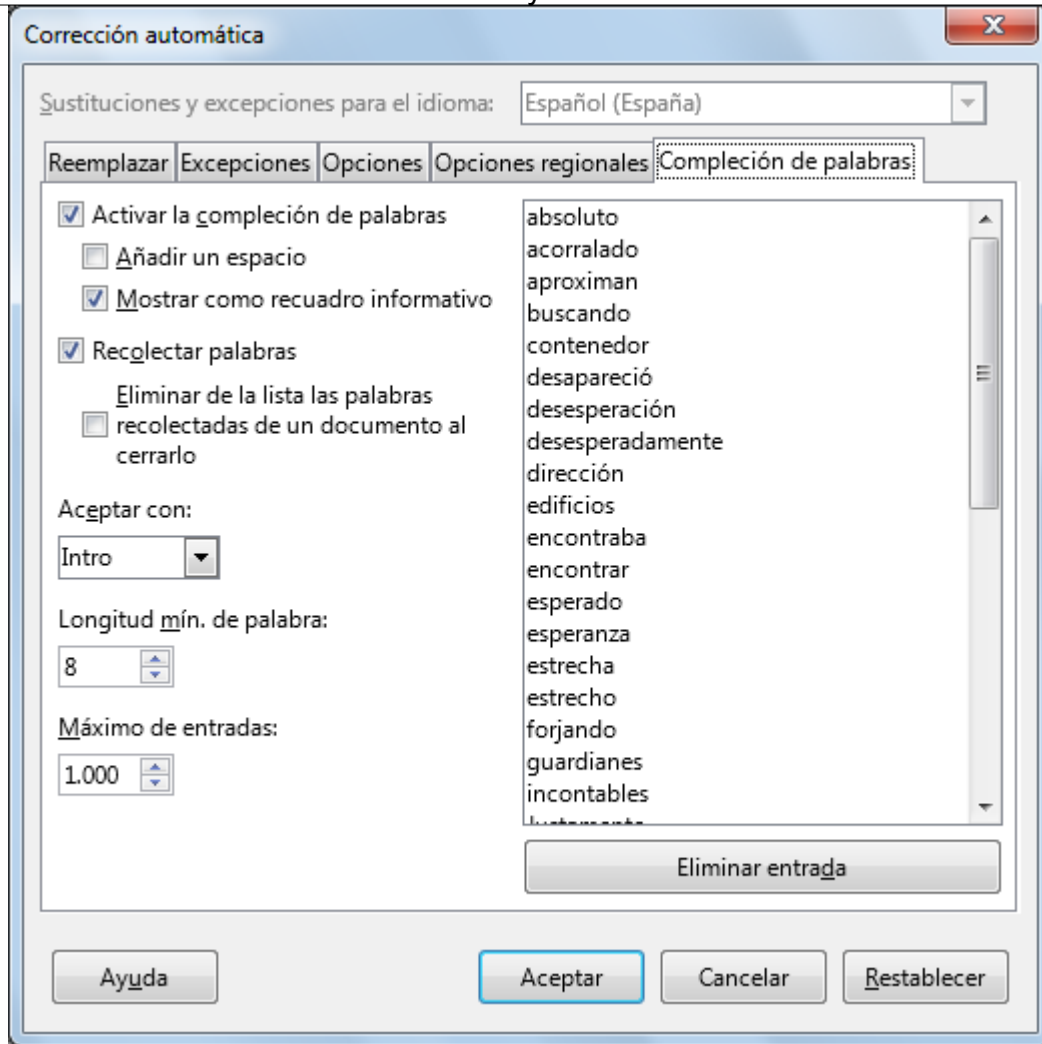 Corrección automática
Sustituciones y excepciones para el idioma: Español (España)
Reemplazar Excepciones Opciones Opciones regionales Compleción de palabras
Activar la compleción de palabras
Añadir un espacio
Mostrar como recuadro informativo
Recolectar palabras
Eliminar de la lista las palabras
recolectadas de un documento al
cerrarlo
Aceptar con:
Intro
Longitud mín. de palabra:
8
Máximo de entradas:
1.000
absoluto
acorralado
aproximan
buscando
contenedor
desapareció
desesperación
desesperadamente
dirección
edificios
encontraba
encontrar
esperado
esperanza
estrecha
estrecho
forjando
guardianes
incontables
Eliminar entrada
Ayuda Aceptar Cancelar Restablecer